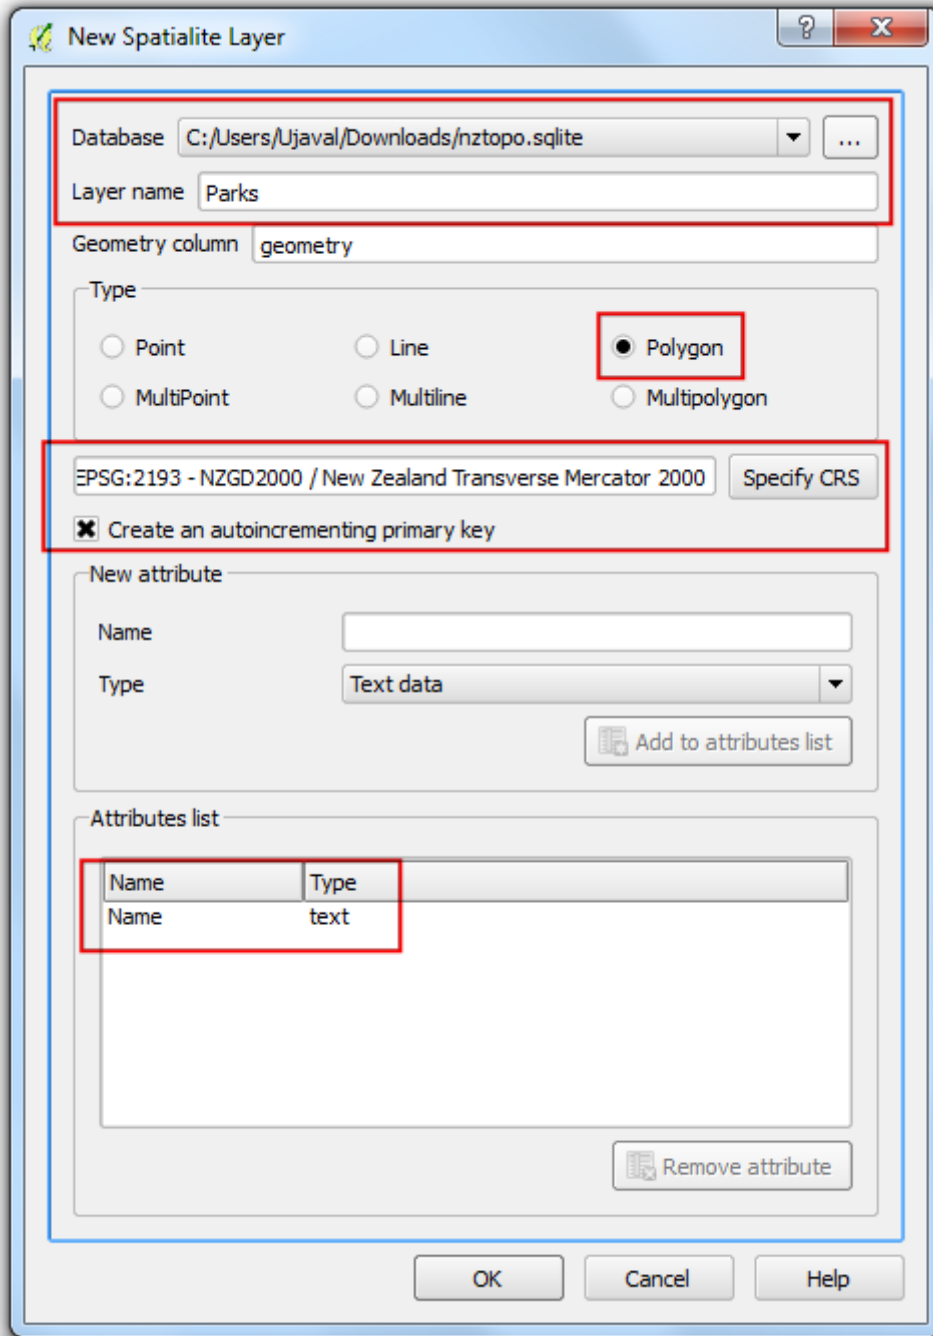 New Spatialite Layer
Database C:/Users/Ujaval/Downloads/nztopo.sqlite ...
Layer name Parks
Geometry column geometry
Type
Point Line Polygon
MultiPoint Multiline Multipolygon
EPSG:2193 - NZGD2000 / New Zealand Transverse Mercator 2000 Specify CRS
Create an autoincrementing primary key
New attribute
Name
Type Text data
Add to attributes list
Attributes list
Name Type
Name text
Remove attribute
OK Cancel Help